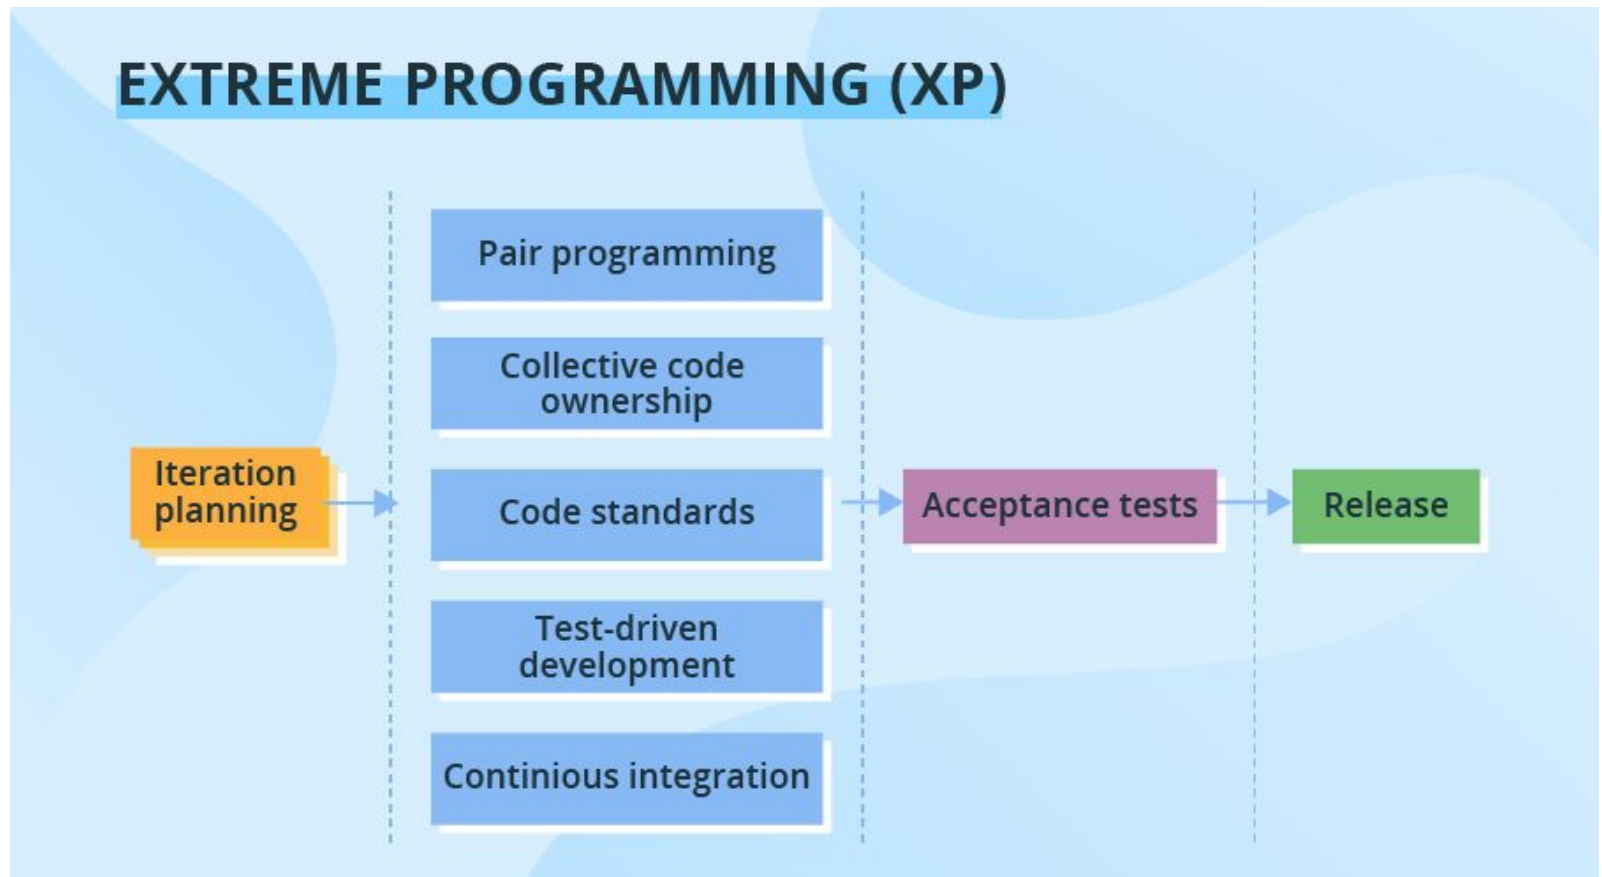 EXTREME PROGRAMMING (XP)
Iteration
planning
Pair programming
Collective code
ownership
Code standards
Test-driven
development
Continious integration
Acceptance tests
Release